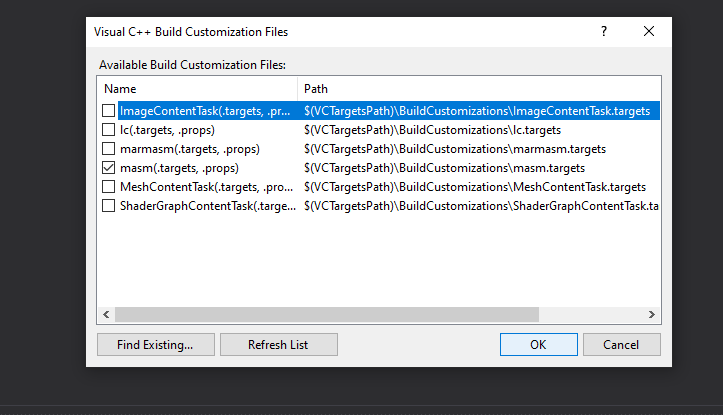 Visual C++ Build Customization Files
Available Build Customization Files:
Name Path
ImageContentTask(.targets, .pr... $(VCTargetsPath)\BuildCustomizations\ImageContentTask.targets
lc(.targets, .props) $(VCTargetsPath)\BuildCustomizations\lc.targets
marmasm(.targets, .props) $(VCTargetsPath)\BuildCustomizations\marmasm.targets
masm(.targets, .props) $(VCTargetsPath)\BuildCustomizations\masm.targets
MeshContentTask(.targets, .pro... $(VCTargetsPath)\BuildCustomizations\MeshContentTask.targets
ShaderGraphContentTask(.targe... $(VCTargetsPath)\BuildCustomizations\ShaderGraphContentTask.ta
Find Existing... Refresh List OK Cancel